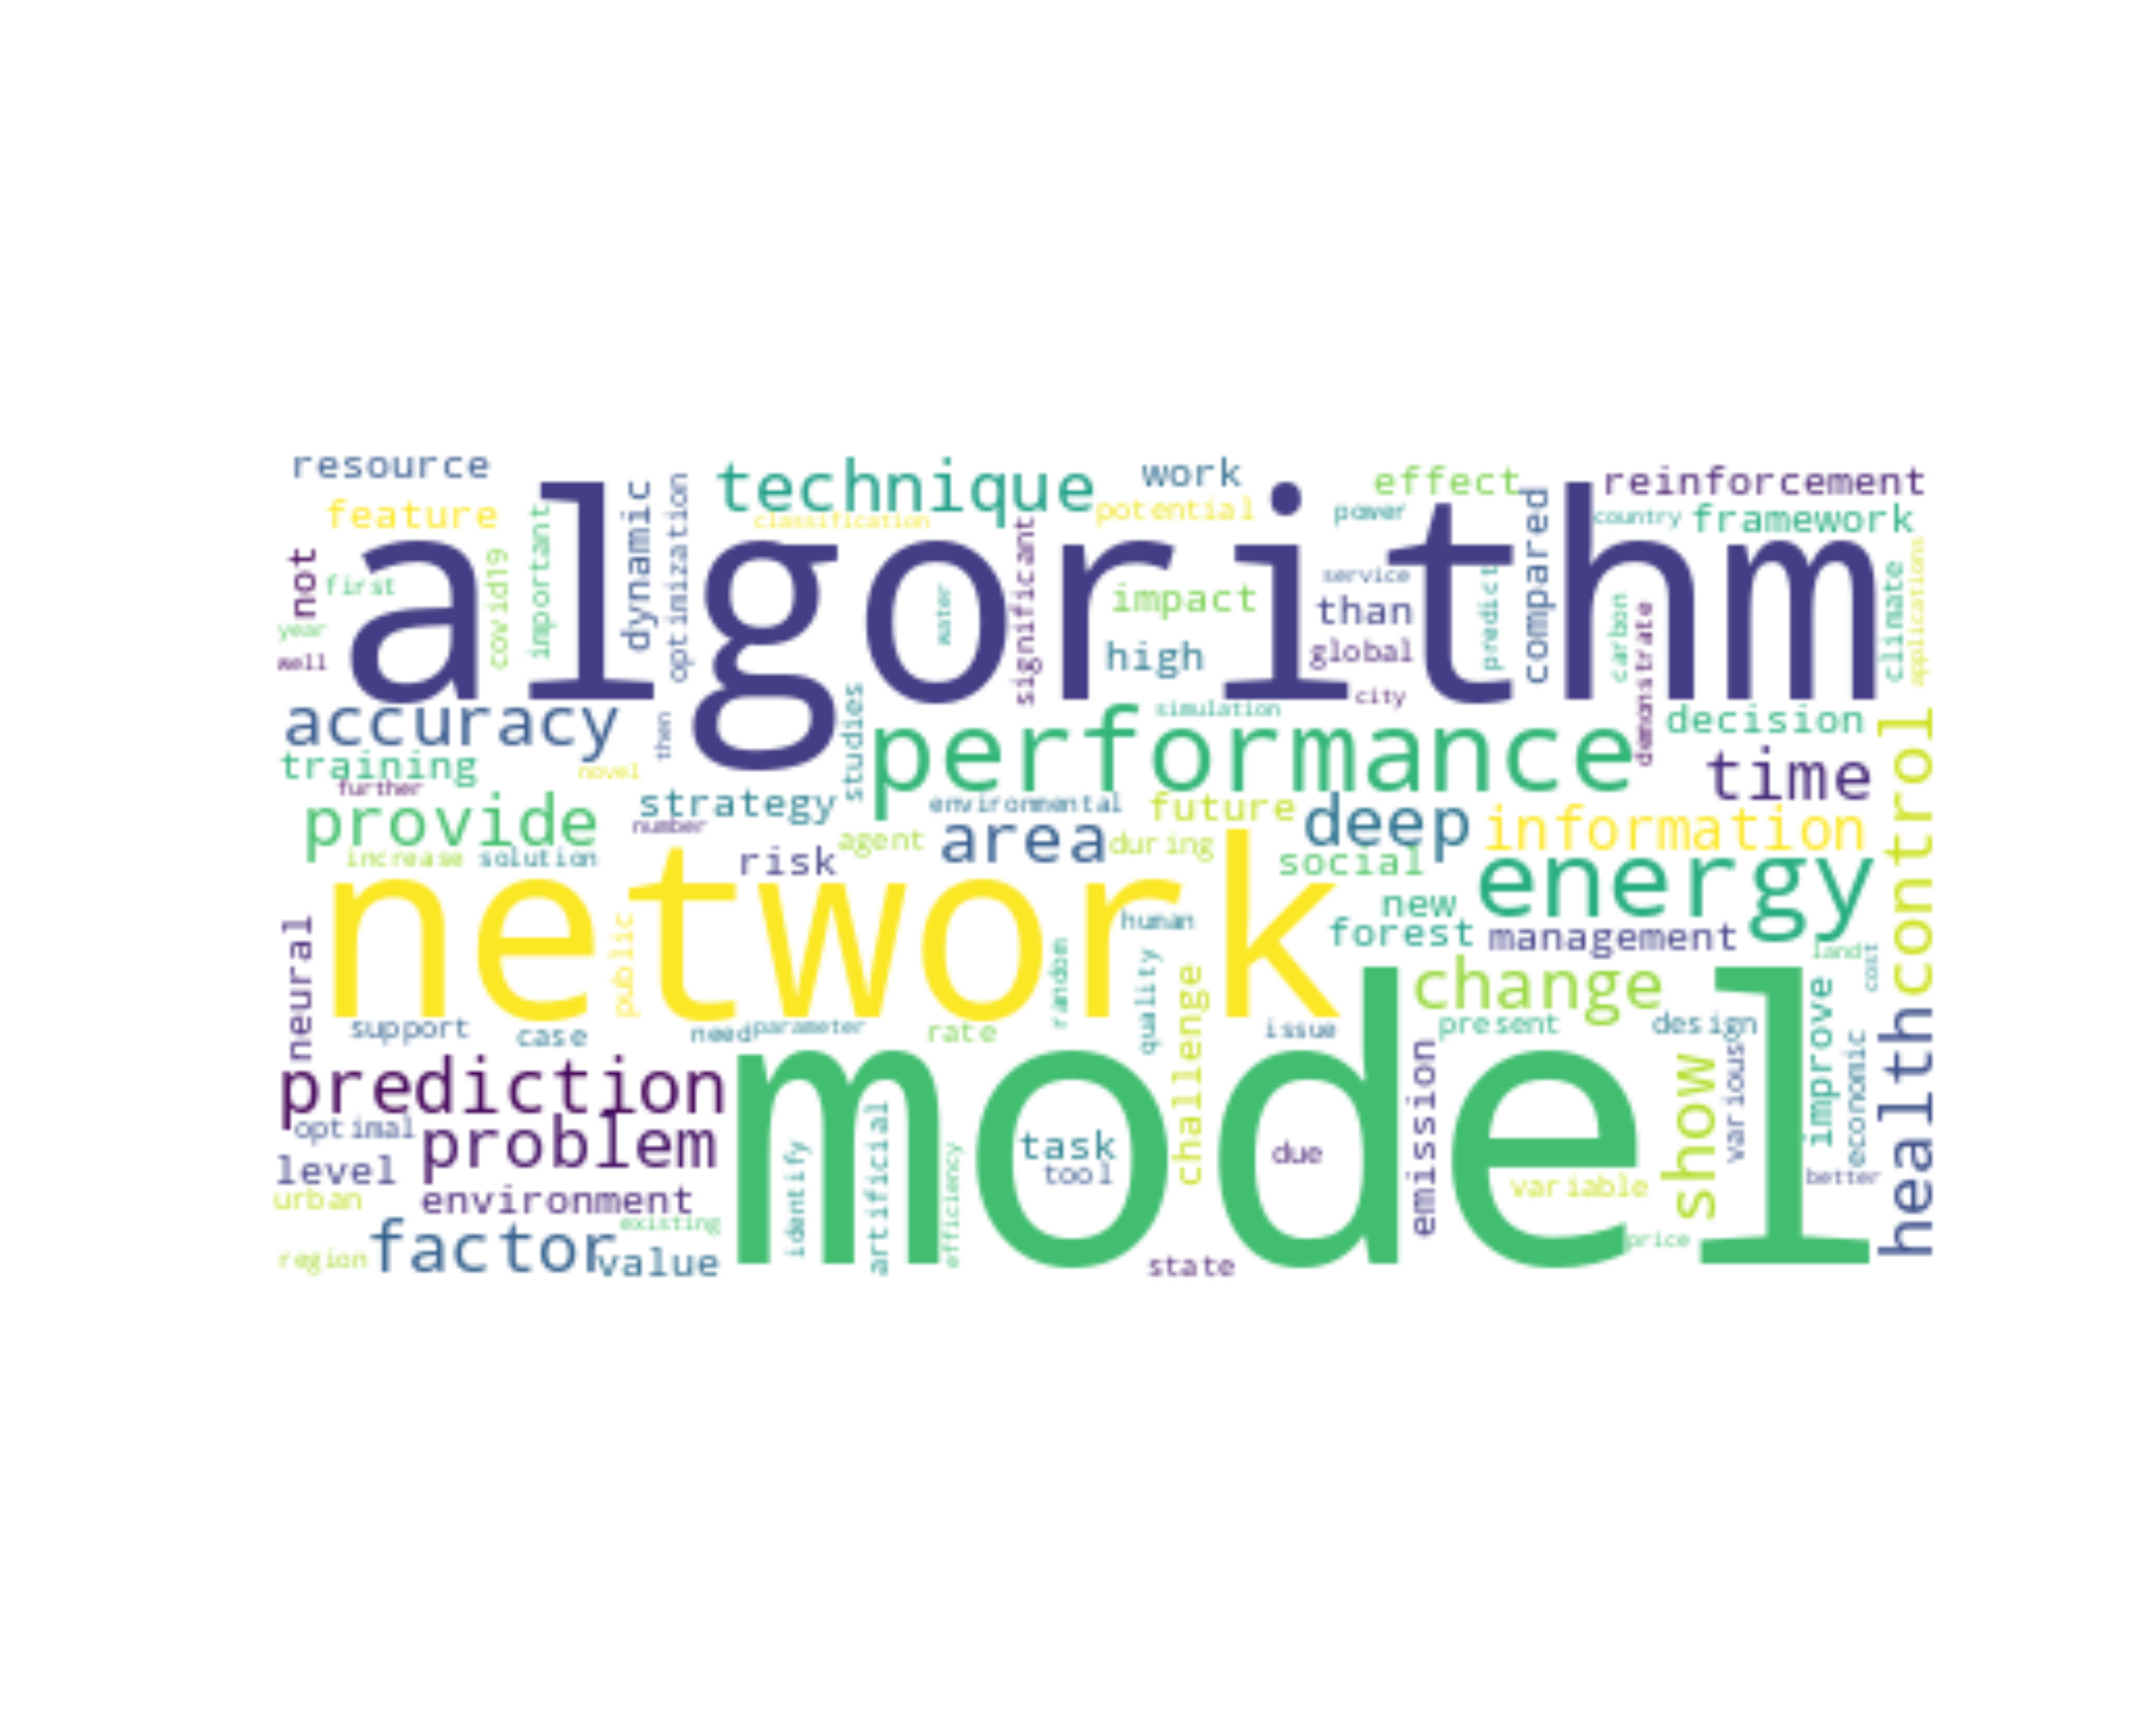 resource
technique
work
effect
reinforcement
feature
classification
potential
power
country
framework
algorithm
important
dynamic
optimization
significant
compared
not
first
covid19
water
impact
service
than
predict
carbon
demonstrate
climate
applications
year
well
high
global
city
accuracy
then
studies
simulation
performance
decision
control
training
novel
further
time
provide
strategy
number
environmental
future
deep
information
agent
area
during
increase
solution
risk
social
energy
network
neural
public
human
new
forest
management
random
quality
challenge
change
land
cost
support
case
need
parameter
rate
issue
present
design
improve
health
prediction
model
emission
show
various
economic
optimal
problem
identify
artificial
efficiency
task
tool
due
level
better
urban
environment
variable
existing
region
factor
value
state
price